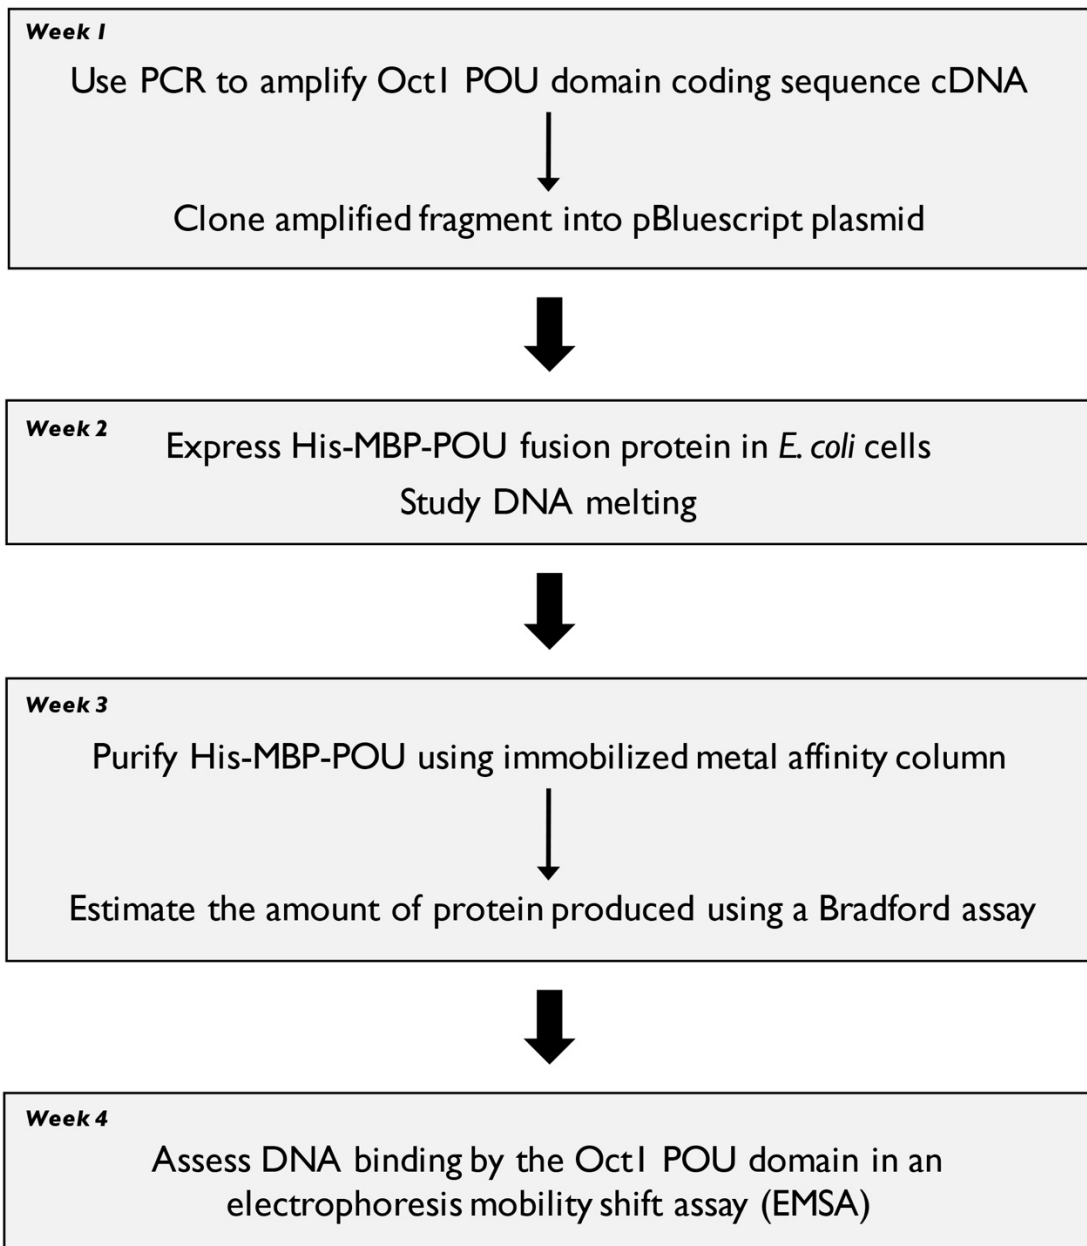 Week 1
Use PCR to amplify Oct1 POU domain coding sequence cDNA
Clone amplified fragment into pBluescript plasmid
Week 2
Express His-MBP-POU fusion protein in E. coli cells
Study DNA melting
Week 3
Purify His-MBP-POU using immobilized metal affinity column
Estimate the amount of protein produced using a Bradford assay
Week 4
Assess DNA binding by the Oct1 POU domain in an
electrophoresis mobility shift assay (EMSA)